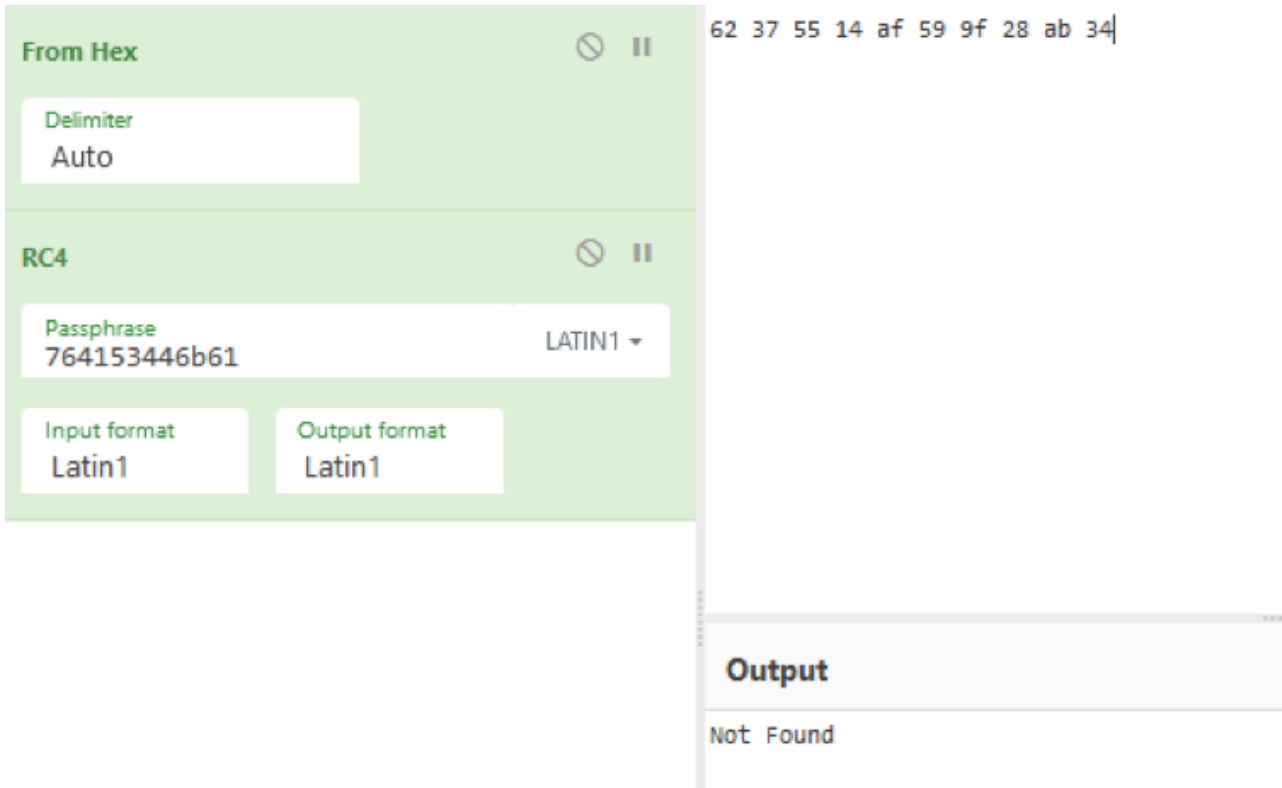 From Hex
Delimiter
Auto
RC4
Passphrase
764153446b61
LATIN1
Input format
Latin1
Output format
Latin1
62 37 55 14 af 59 9f 28 ab 34
Output
Not Found